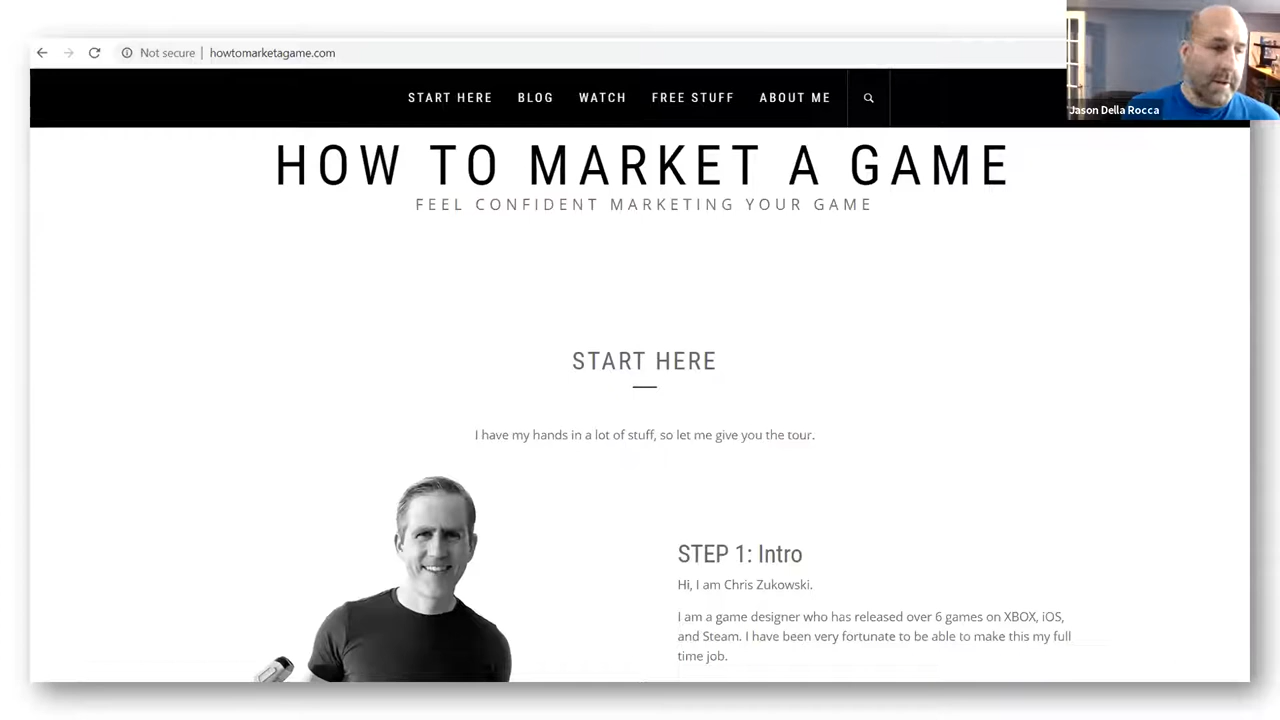 Not secure | howtomarketagame.com
START HERE BLOG WATCH FREE STUFF ABOUT ME
Jason Della Rocca
HOW TO MARKET A GAME
FEEL CONFIDENT MARKETING YOUR GAME
START HERE
I have my hands in a lot of stuff, so let me give you the tour.
STEP 1: Intro
Hi, I am Chris Zukowski.
I am a game designer who has released over 6 games on XBOX, iOS,
and Steam. I have been very fortunate to be able to make this my full
time job.